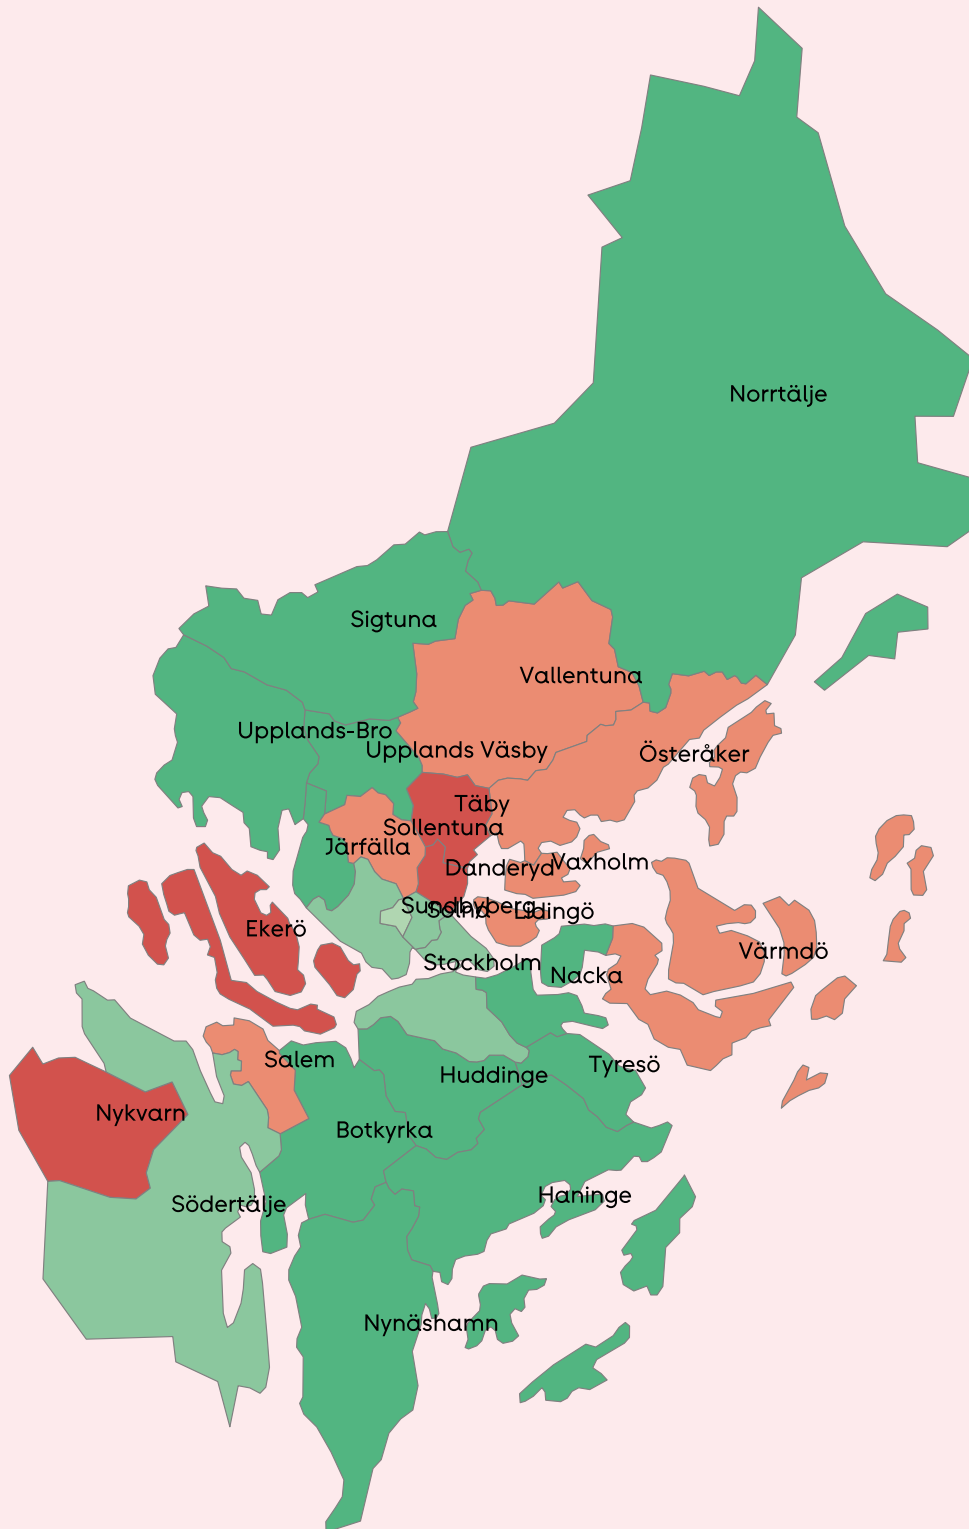 Norrtälje
Sigtuna
Vallentuna
Upplands-Bro
Upplands Väsby
Österåker
Täby
Sollentuna
Järfälla
Vaxholm
Danderyd
Sundbyberg
Solna
Lidingö
Ekerö
Värmdö
Stockholm
Nacka
Salem
Tyresö
Huddinge
Nykvarn
Botkyrka
Haninge
Södertälje
Nynäshamn